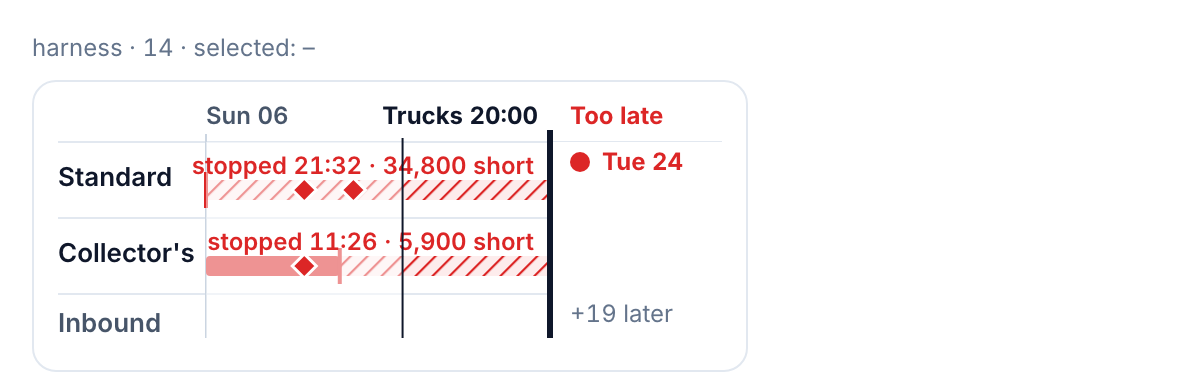 harness · 14 · selected: –
Sun 06 Trucks 20:00 Too late
Standard stopped 21:32 · 34,800 short Tue 24
Collector's stopped 11:26 · 5,900 short
Inbound +19 later